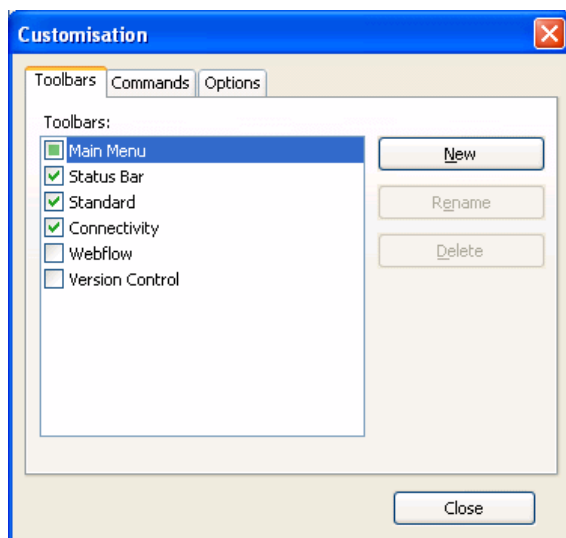 Customisation
Toolbars Commands Options
Toolbars:
Main Menu
Status Bar
Standard
Connectivity
Webflow
Version Control
New
Rename
Delete
Close